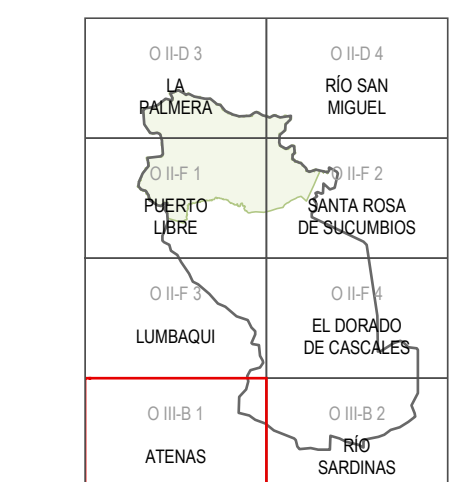 O II-D 3
LA
PALMERA
O II-D 4
RÍO SAN
MIGUEL
O II-F 1
PUERTO
LIBRE
O II-F 2
SANTA ROSA
DE SUCUMBIOS
O II-F 3
LUMBAQUI
O II-F 4
EL DORADO
DE CASCALES
O III-B 1
ATENAS
O III-B 2
RÍO
SARDINAS